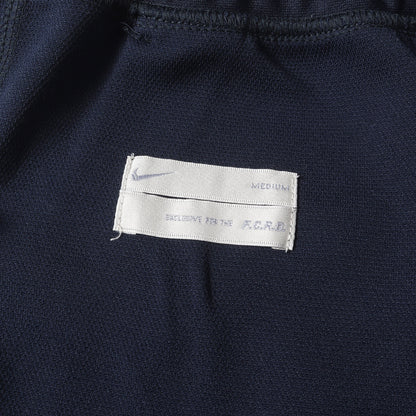 MEDIUM
EXCLUSIVE FOR THE F.C.R.B.